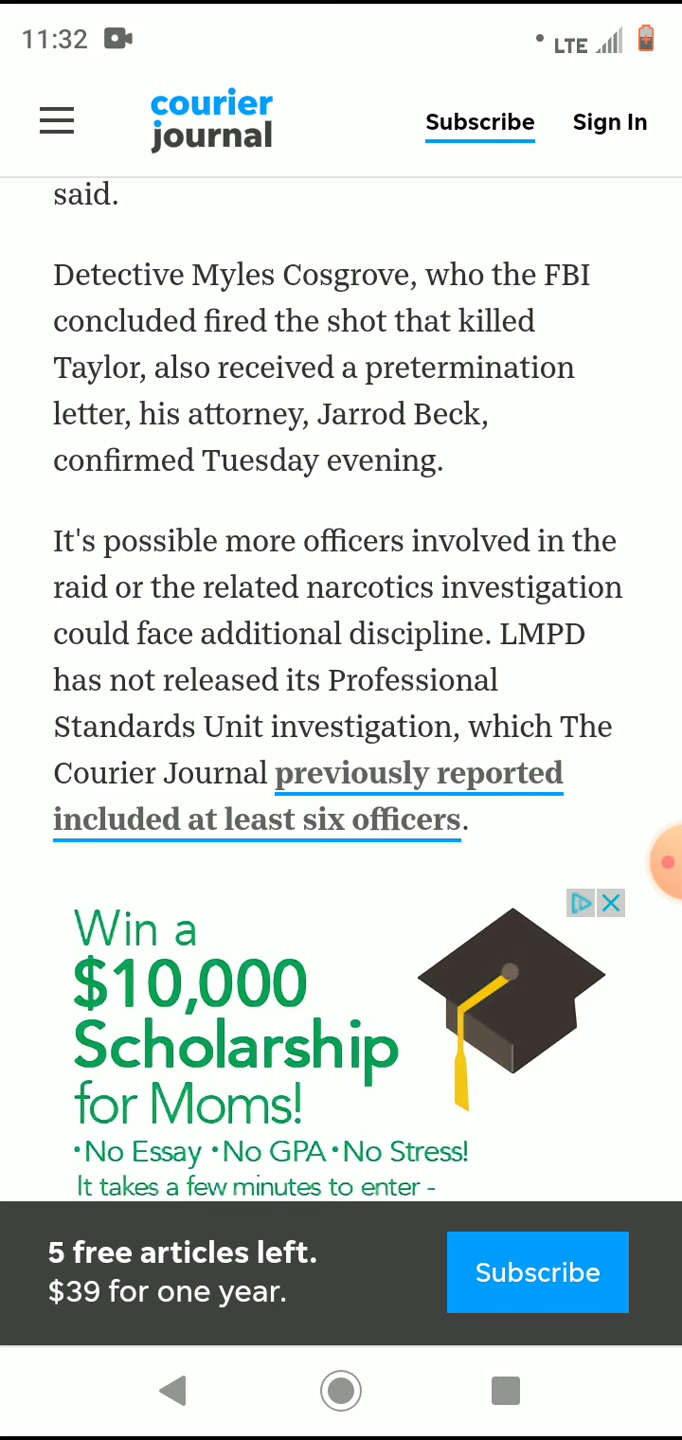 11:32
LTE
courier
journal
Subscribe
Sign In
said.
Detective Myles Cosgrove, who the FBI
concluded fired the shot that killed
Taylor, also received a pretermination
letter, his attorney, Jarrod Beck,
confirmed Tuesday evening.
It's possible more officers involved in the
raid or the related narcotics investigation
could face additional discipline. LMPD
has not released its Professional
Standards Unit investigation, which The
Courier Journal previously reported
included at least six officers.
Win a
$10,000
Scholarship
for Moms!
•No Essay •No GPA •No Stress!
It takes a few minutes to enter -
5 free articles left.
$39 for one year.
Subscribe